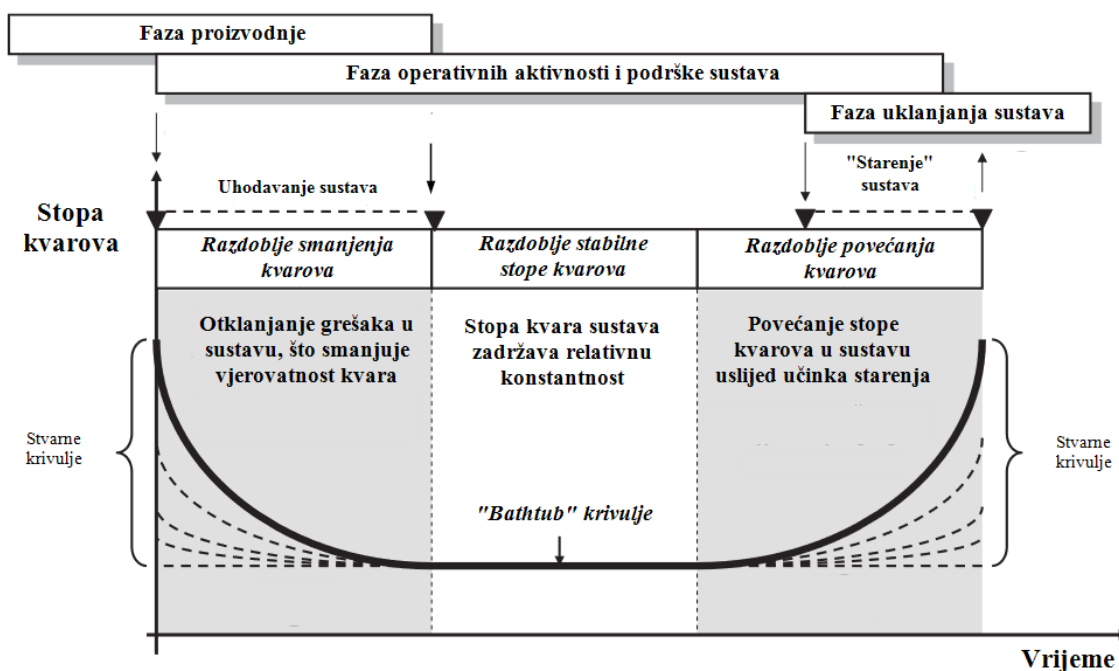 Faza proizvodnje
Faza operativnih aktivnosti i podrške sustava
Faza uklanjanja sustava
"Starenje"
sustava
Uhodavanje sustava
Stopa
kvarova
Razdoblje smanjenja
kvarova
Razdoblje stabilne
stope kvarova
Razdoblje povećanja
kvarova
Otklanjanje grešaka u
sustavu, što smanjuje
vjerovatnost kvara
Stopa kvara sustava
zadržava relativnu
konstantnost
Povećanje stope
kvarova u sustavu
uslijed učinka starenja
Stvarne
krivulje
"Bathtub" krivulje
Stvarne
krivulje
Vrijeme